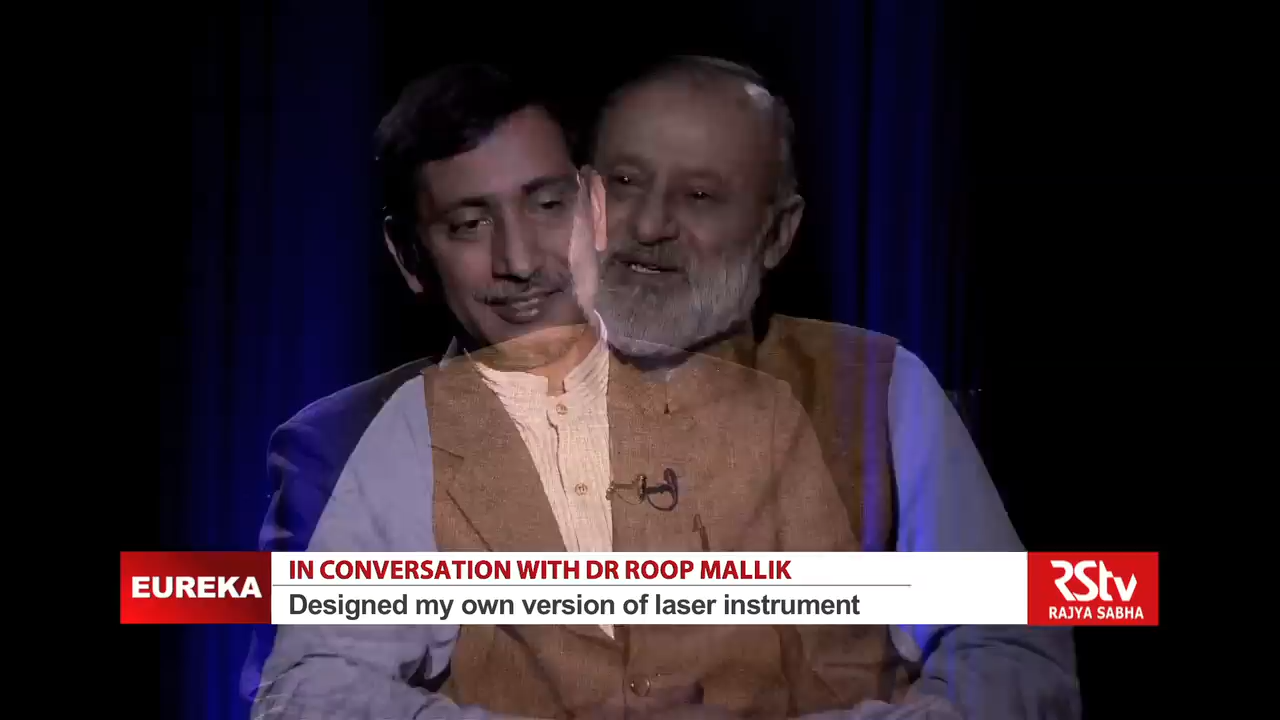 EUREKA
IN CONVERSATION WITH DR ROOP MALLIK
Designed my own version of laser instrument
RStv
RAJYA SABHA